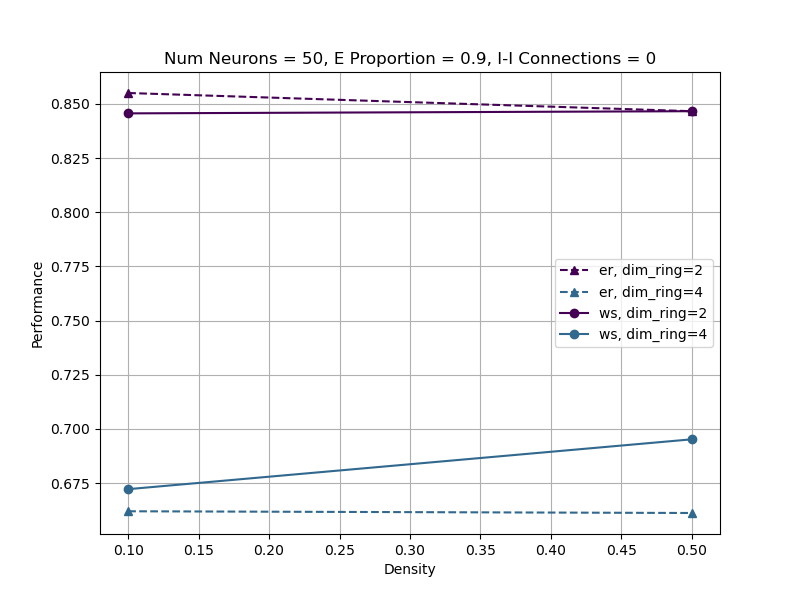 Num Neurons = 50, E Proportion = 0.9, I-I Connections = 0
0.850
0.825
0.800
0.775
0.750
0.725
0.700
0.675
Performance
er, dim_ring=2
er, dim_ring=4
ws, dim_ring=2
ws, dim_ring=4
0.10 0.15 0.20 0.25 0.30 0.35 0.40 0.45 0.50
Density